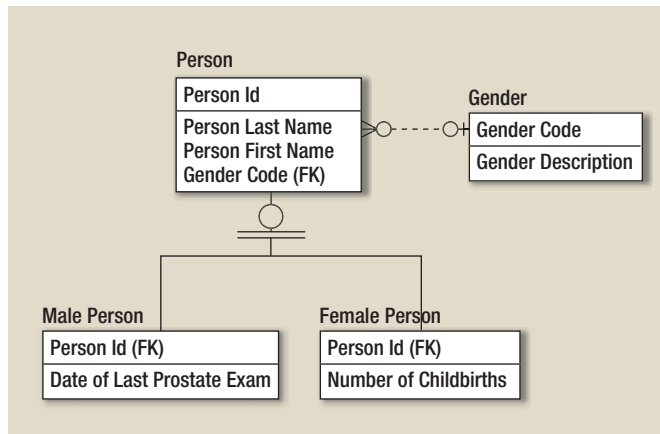 Person
Person Id
Person Last Name
Person First Name
Gender Code (FK)
Gender
Gender Code
Gender Description
Male Person
Person Id (FK)
Date of Last Prostate Exam
Female Person
Person Id (FK)
Number of Childbirths